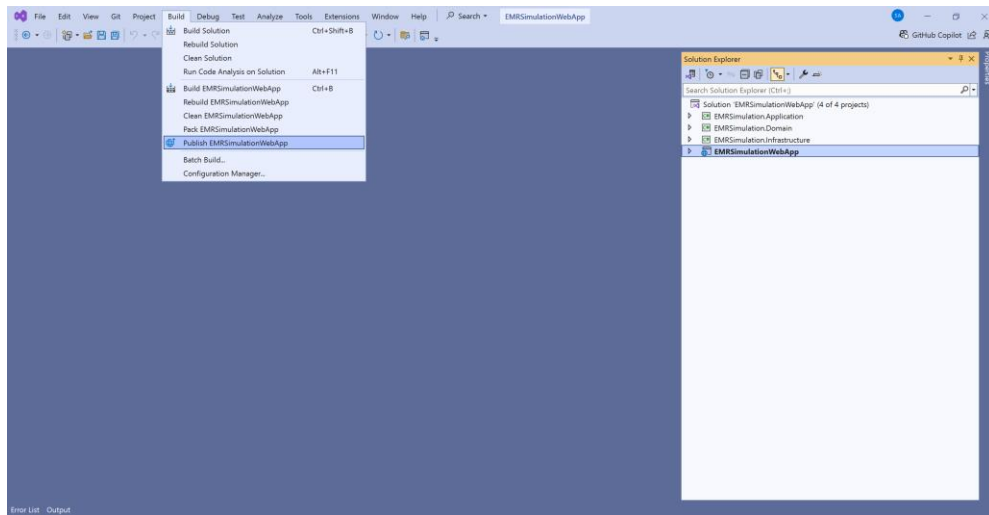 File Edit View Git Project Build Debug Test Analyze Tools Extensions Window Help Search EMRSimulationWebApp
GitHub Copilot
Build Solution Ctrl+Shift+B
Rebuild Solution
Clean Solution
Run Code Analysis on Solution Alt+F11
Build EMRSimulationWebApp Ctrl+B
Rebuild EMRSimulationWebApp
Clean EMRSimulationWebApp
Pack EMRSimulationWebApp
Publish EMRSimulationWebApp
Batch Build...
Configuration Manager...
Solution Explorer
Search Solution Explorer (Ctrl+;)
Solution 'EMRSimulationWebApp' (4 of 4 projects)
EMRSimulation.Application
EMRSimulation.Domain
EMRSimulation.Infrastructure
EMRSimulationWebApp
Properties
Error List Output